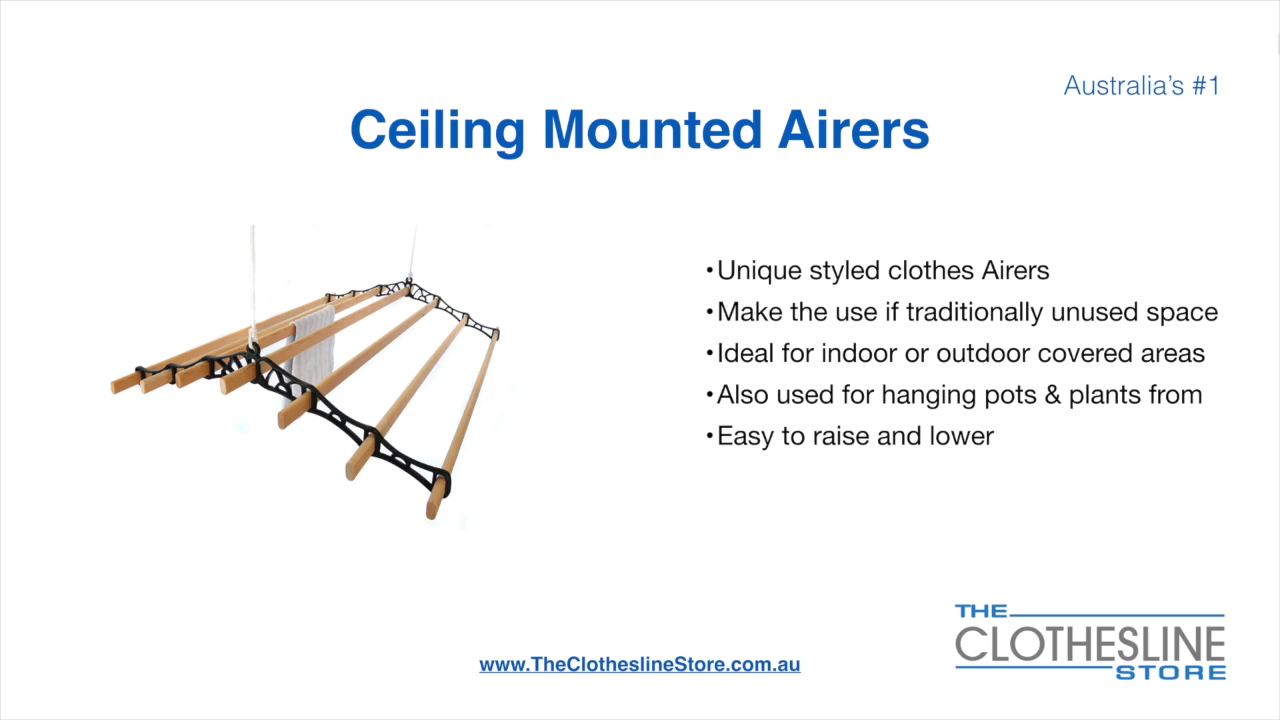 Australia's #1
Ceiling Mounted Airers
•Unique styled clothes Airers
•Make the use if traditionally unused space
•Ideal for indoor or outdoor covered areas
•Also used for hanging pots & plants from
•Easy to raise and lower
THE
CLOTHESLINE
STORE
www.TheClotheslineStore.com.au